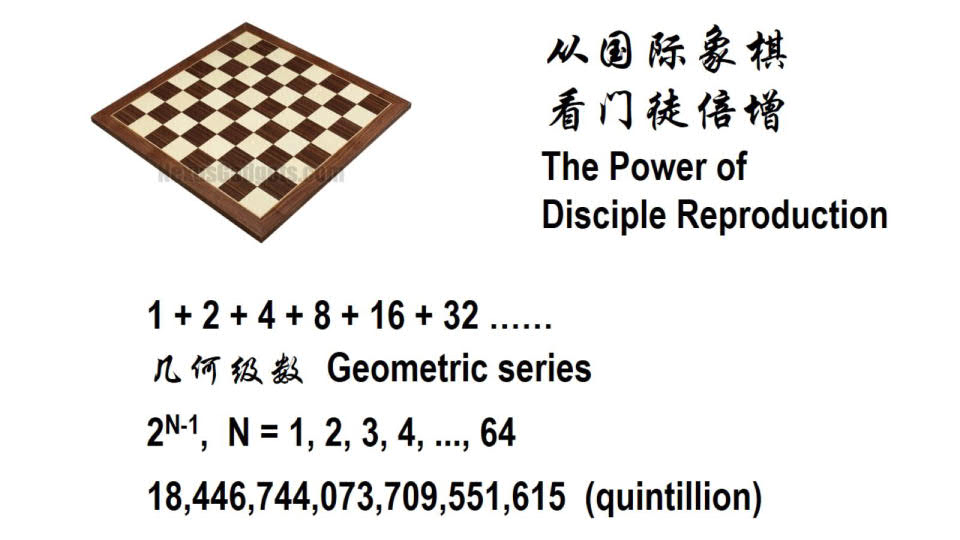 从国际象棋
看门徒倍增
The Power of
Disciple Reproduction
NexusGadgets.com
1 + 2 + 4 + 8 + 16 + 32 ......
几何级数 Geometric series
2^{N-1}, N = 1, 2, 3, 4, ..., 64
18,446,744,073,709,551,615 (quintillion)